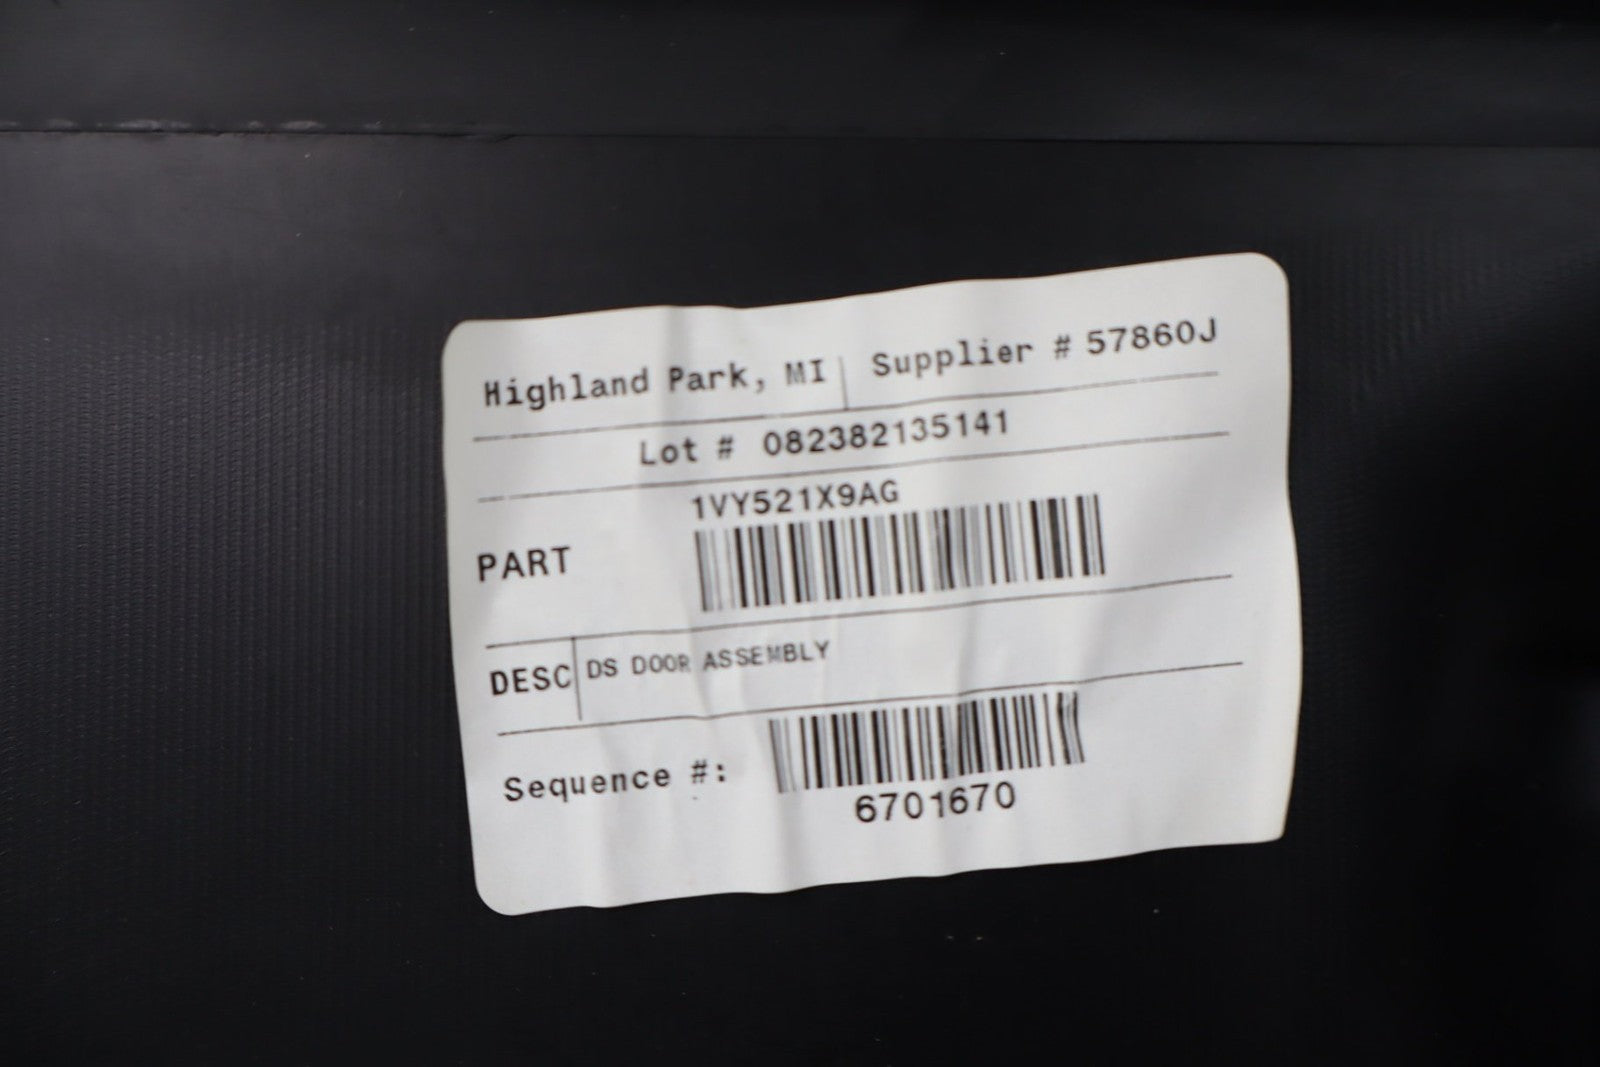 Highland Park, MI Supplier # 57860J
Lot # 082382135141
1VY521X9AG
PART
DESC DS DOOR ASSEMBLY
Sequence #:
6701670